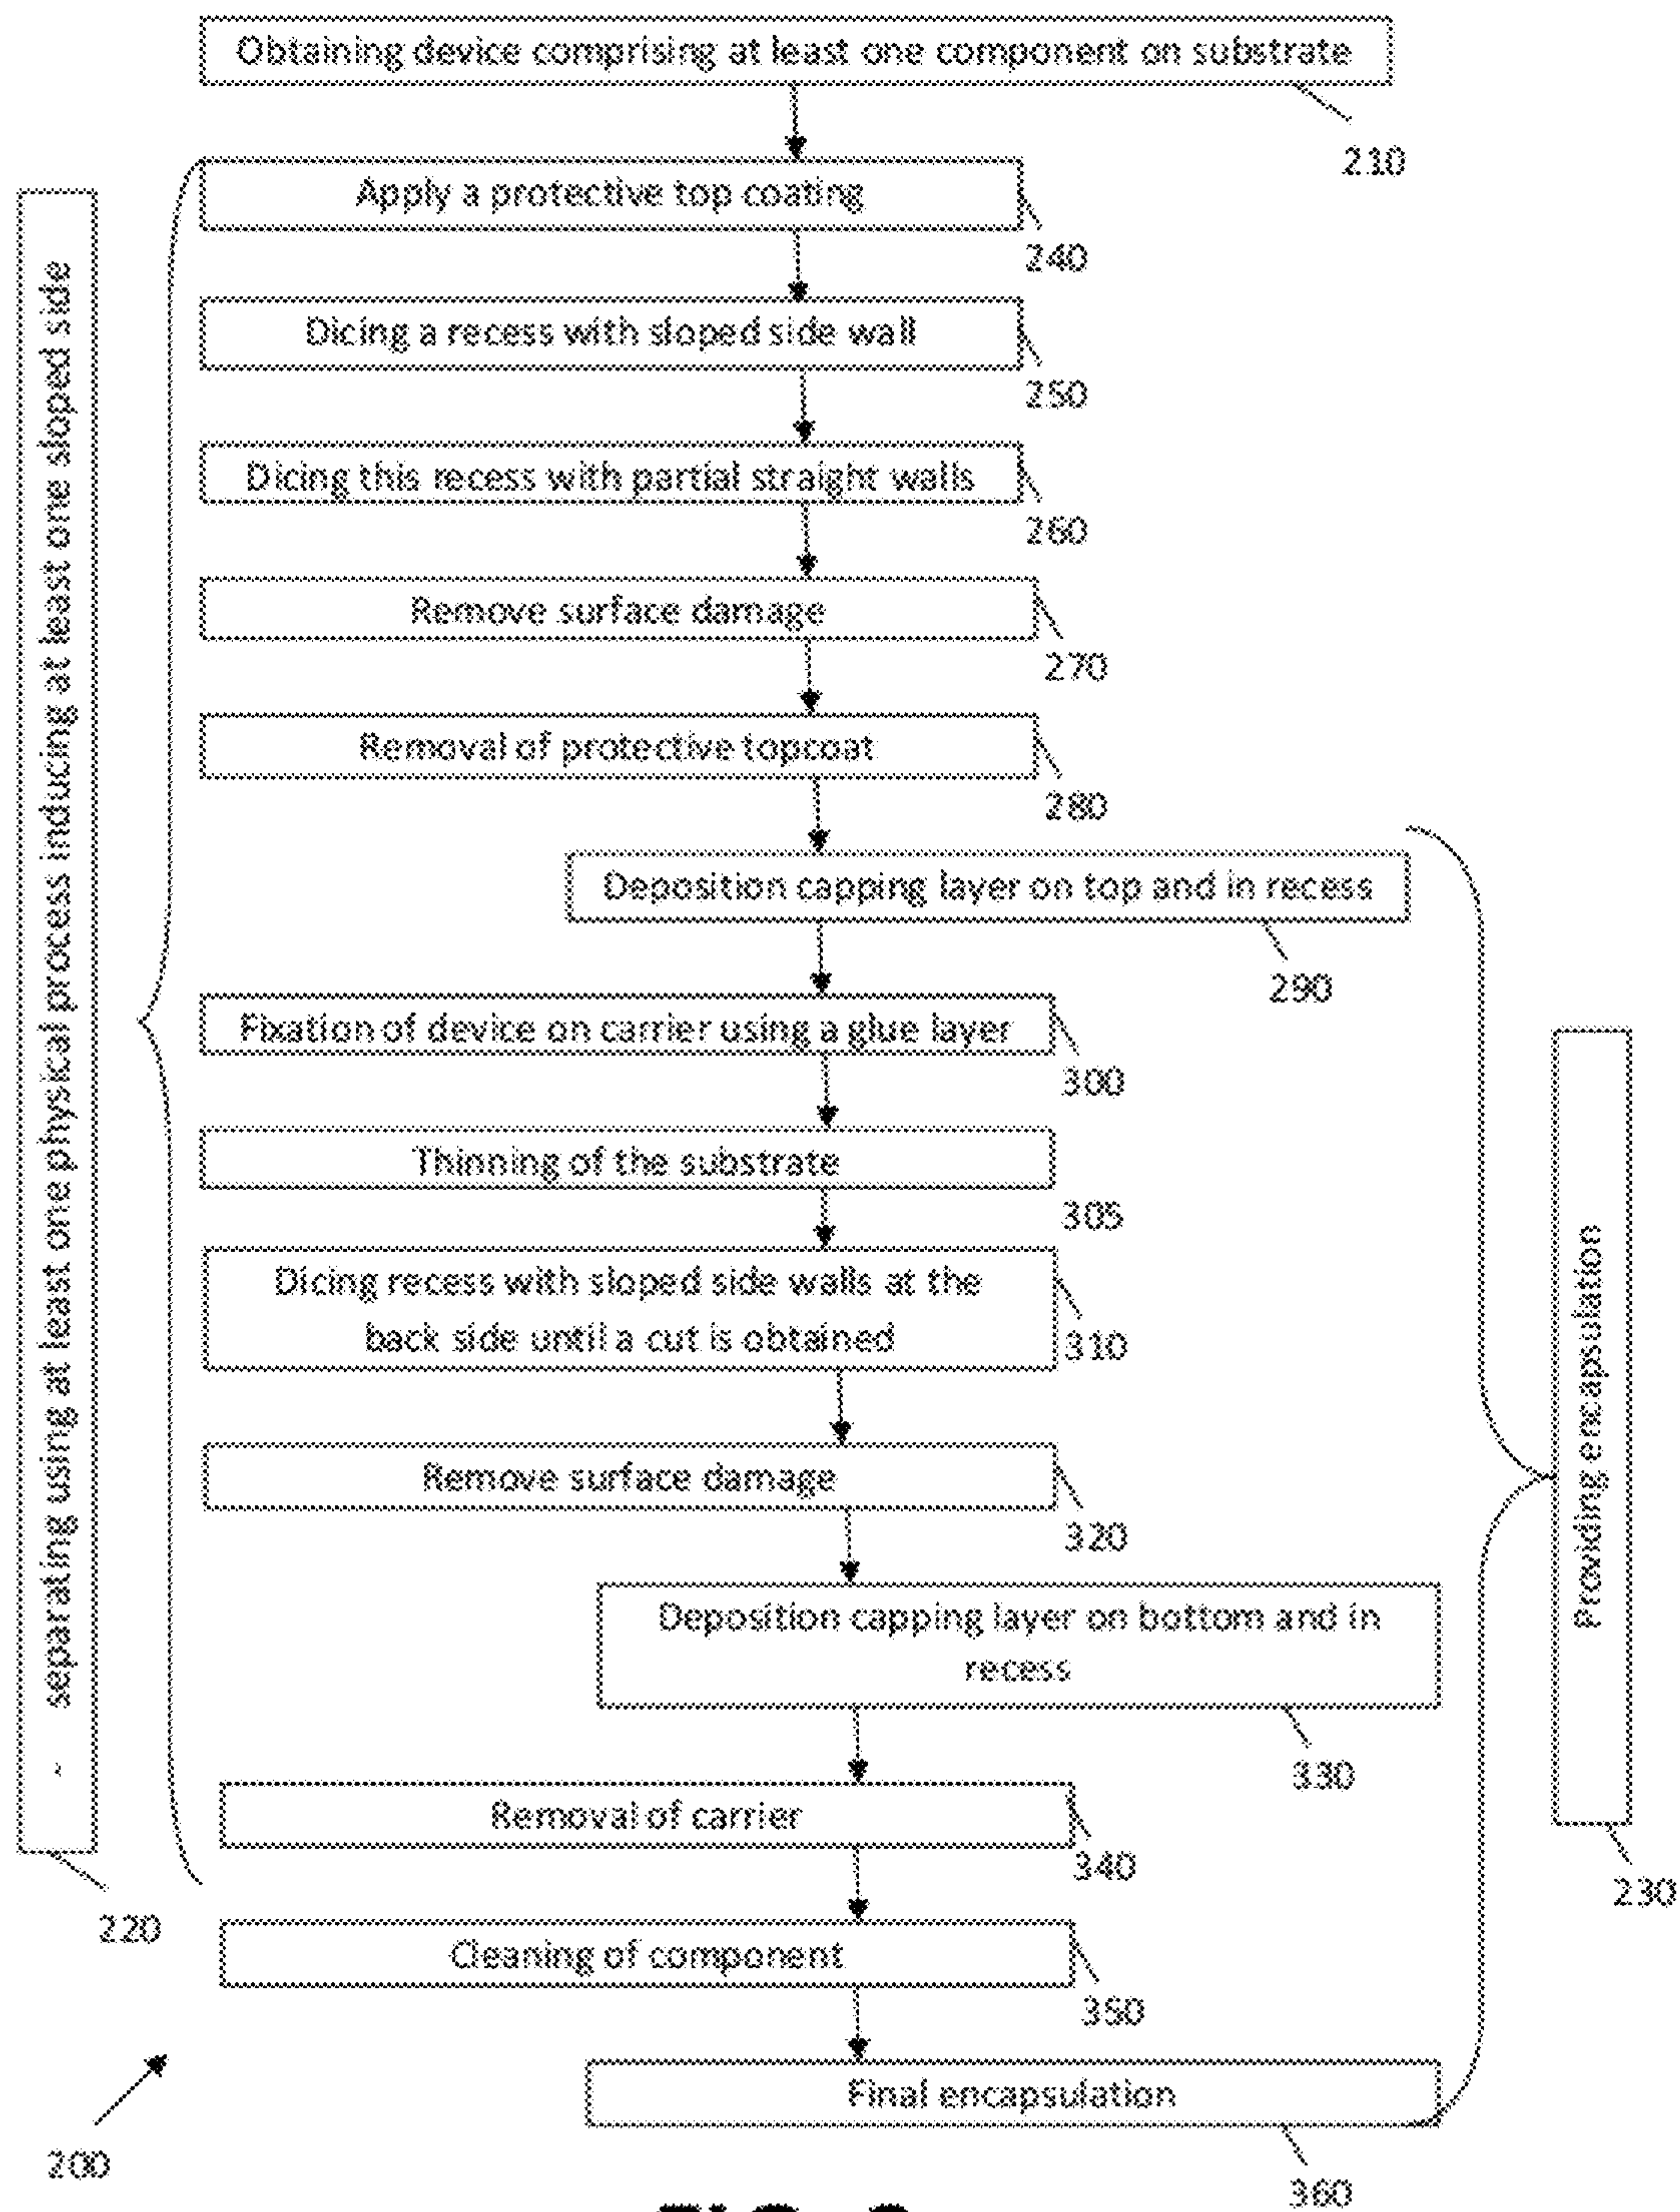 Obtaining device comprising at least one component on substrate
210
Apply a protective top coating
240
Dicing a recess with sloped side wall
250
Dicing this recess with partial straight walls
260
Remove surface damage
270
Removal of protective topcoat
280
Deposition capping layer on top and in recess
290
Fixation of device on carrier using a glue layer
300
Thinning of the substrate
305
Dicing recess with sloped side walls at the
back side until a cut is obtained
310
Remove surface damage
320
Deposition capping layer on bottom and in
recess
330
Removal of carrier
340
Cleaning of component
350
Final encapsulation
360
- separating using at least one physical process inducing at least one sloped side
220
Providing encapsulation
230
200